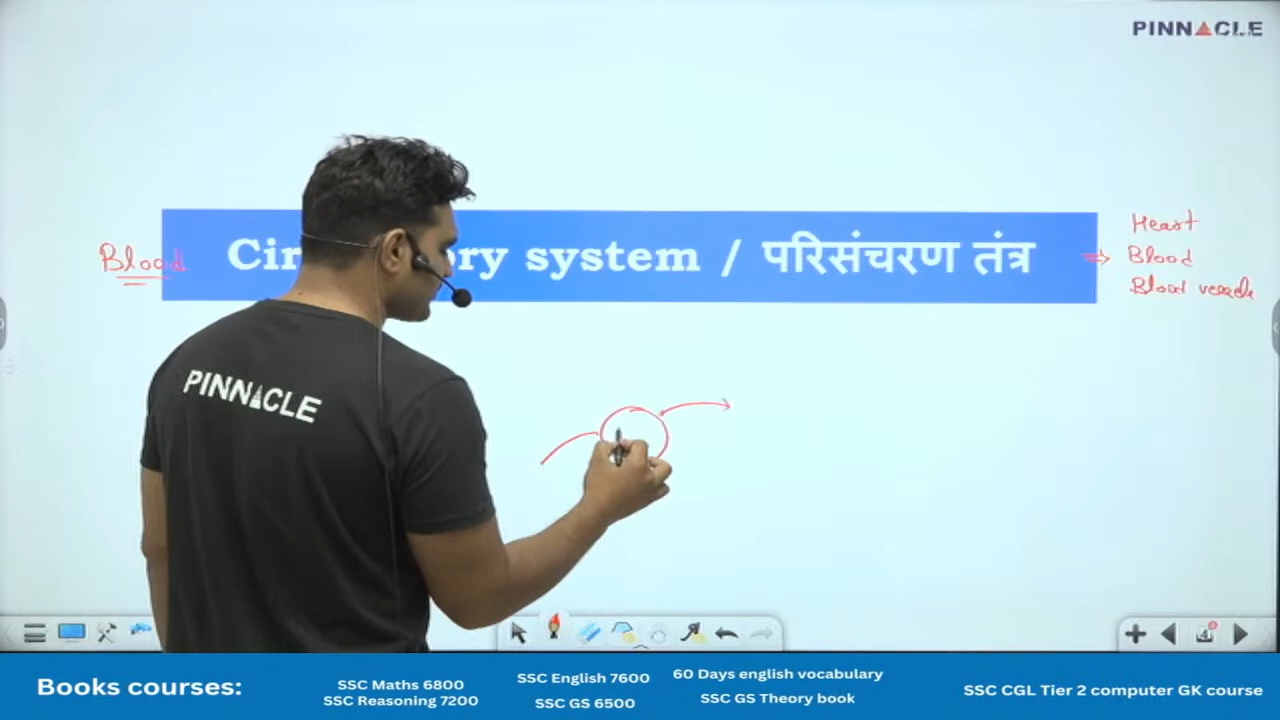 PINNACLE
Heart
Blood
Circulatory system / परिसंचरण तंत्र
Blood
Blood vessels
PINNACLE
Books courses:
SSC Maths 6800
SSC Reasoning 7200
SSC English 7600
SSC GS 6500
60 Days english vocabulary
SSC GS Theory book
SSC CGL Tier 2 computer GK course